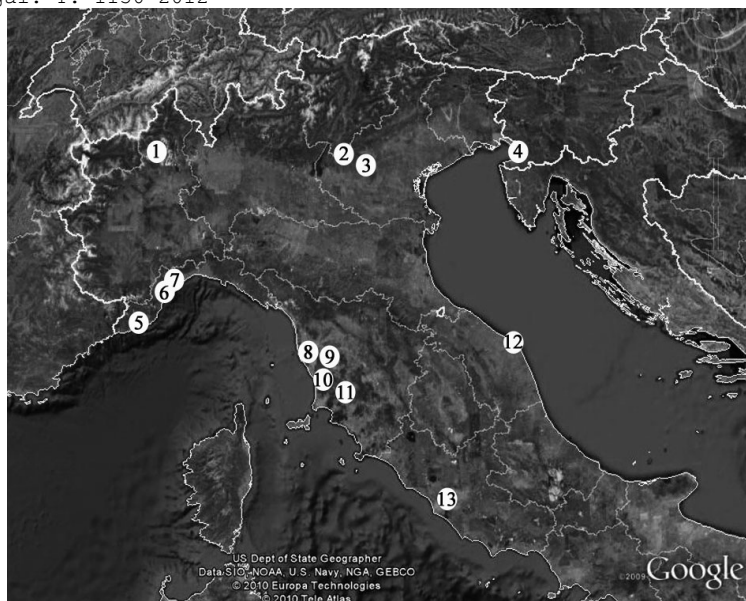 1
2
3
4
7
6
5
8
9
10
11
12
13
US Dept of State Geographer
Data SIO, NOAA, U.S. Navy, NGA, GEBCO
© 2010 Europa Technologies
© 2010 Tele Atlas
©2009 Google